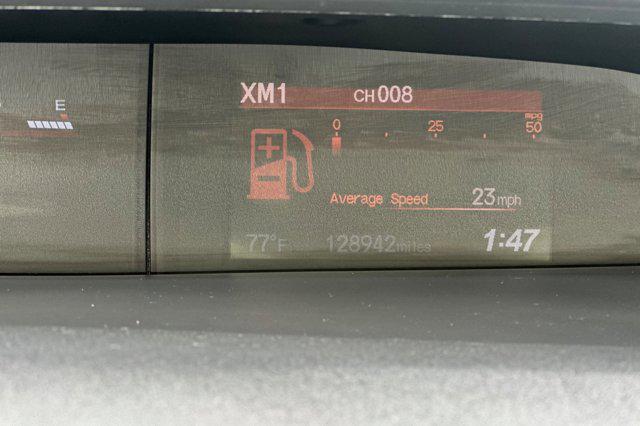 XM1 CH008
E
mpg
0 25 50
Average Speed 23mph
77°F 128942miles 1:47